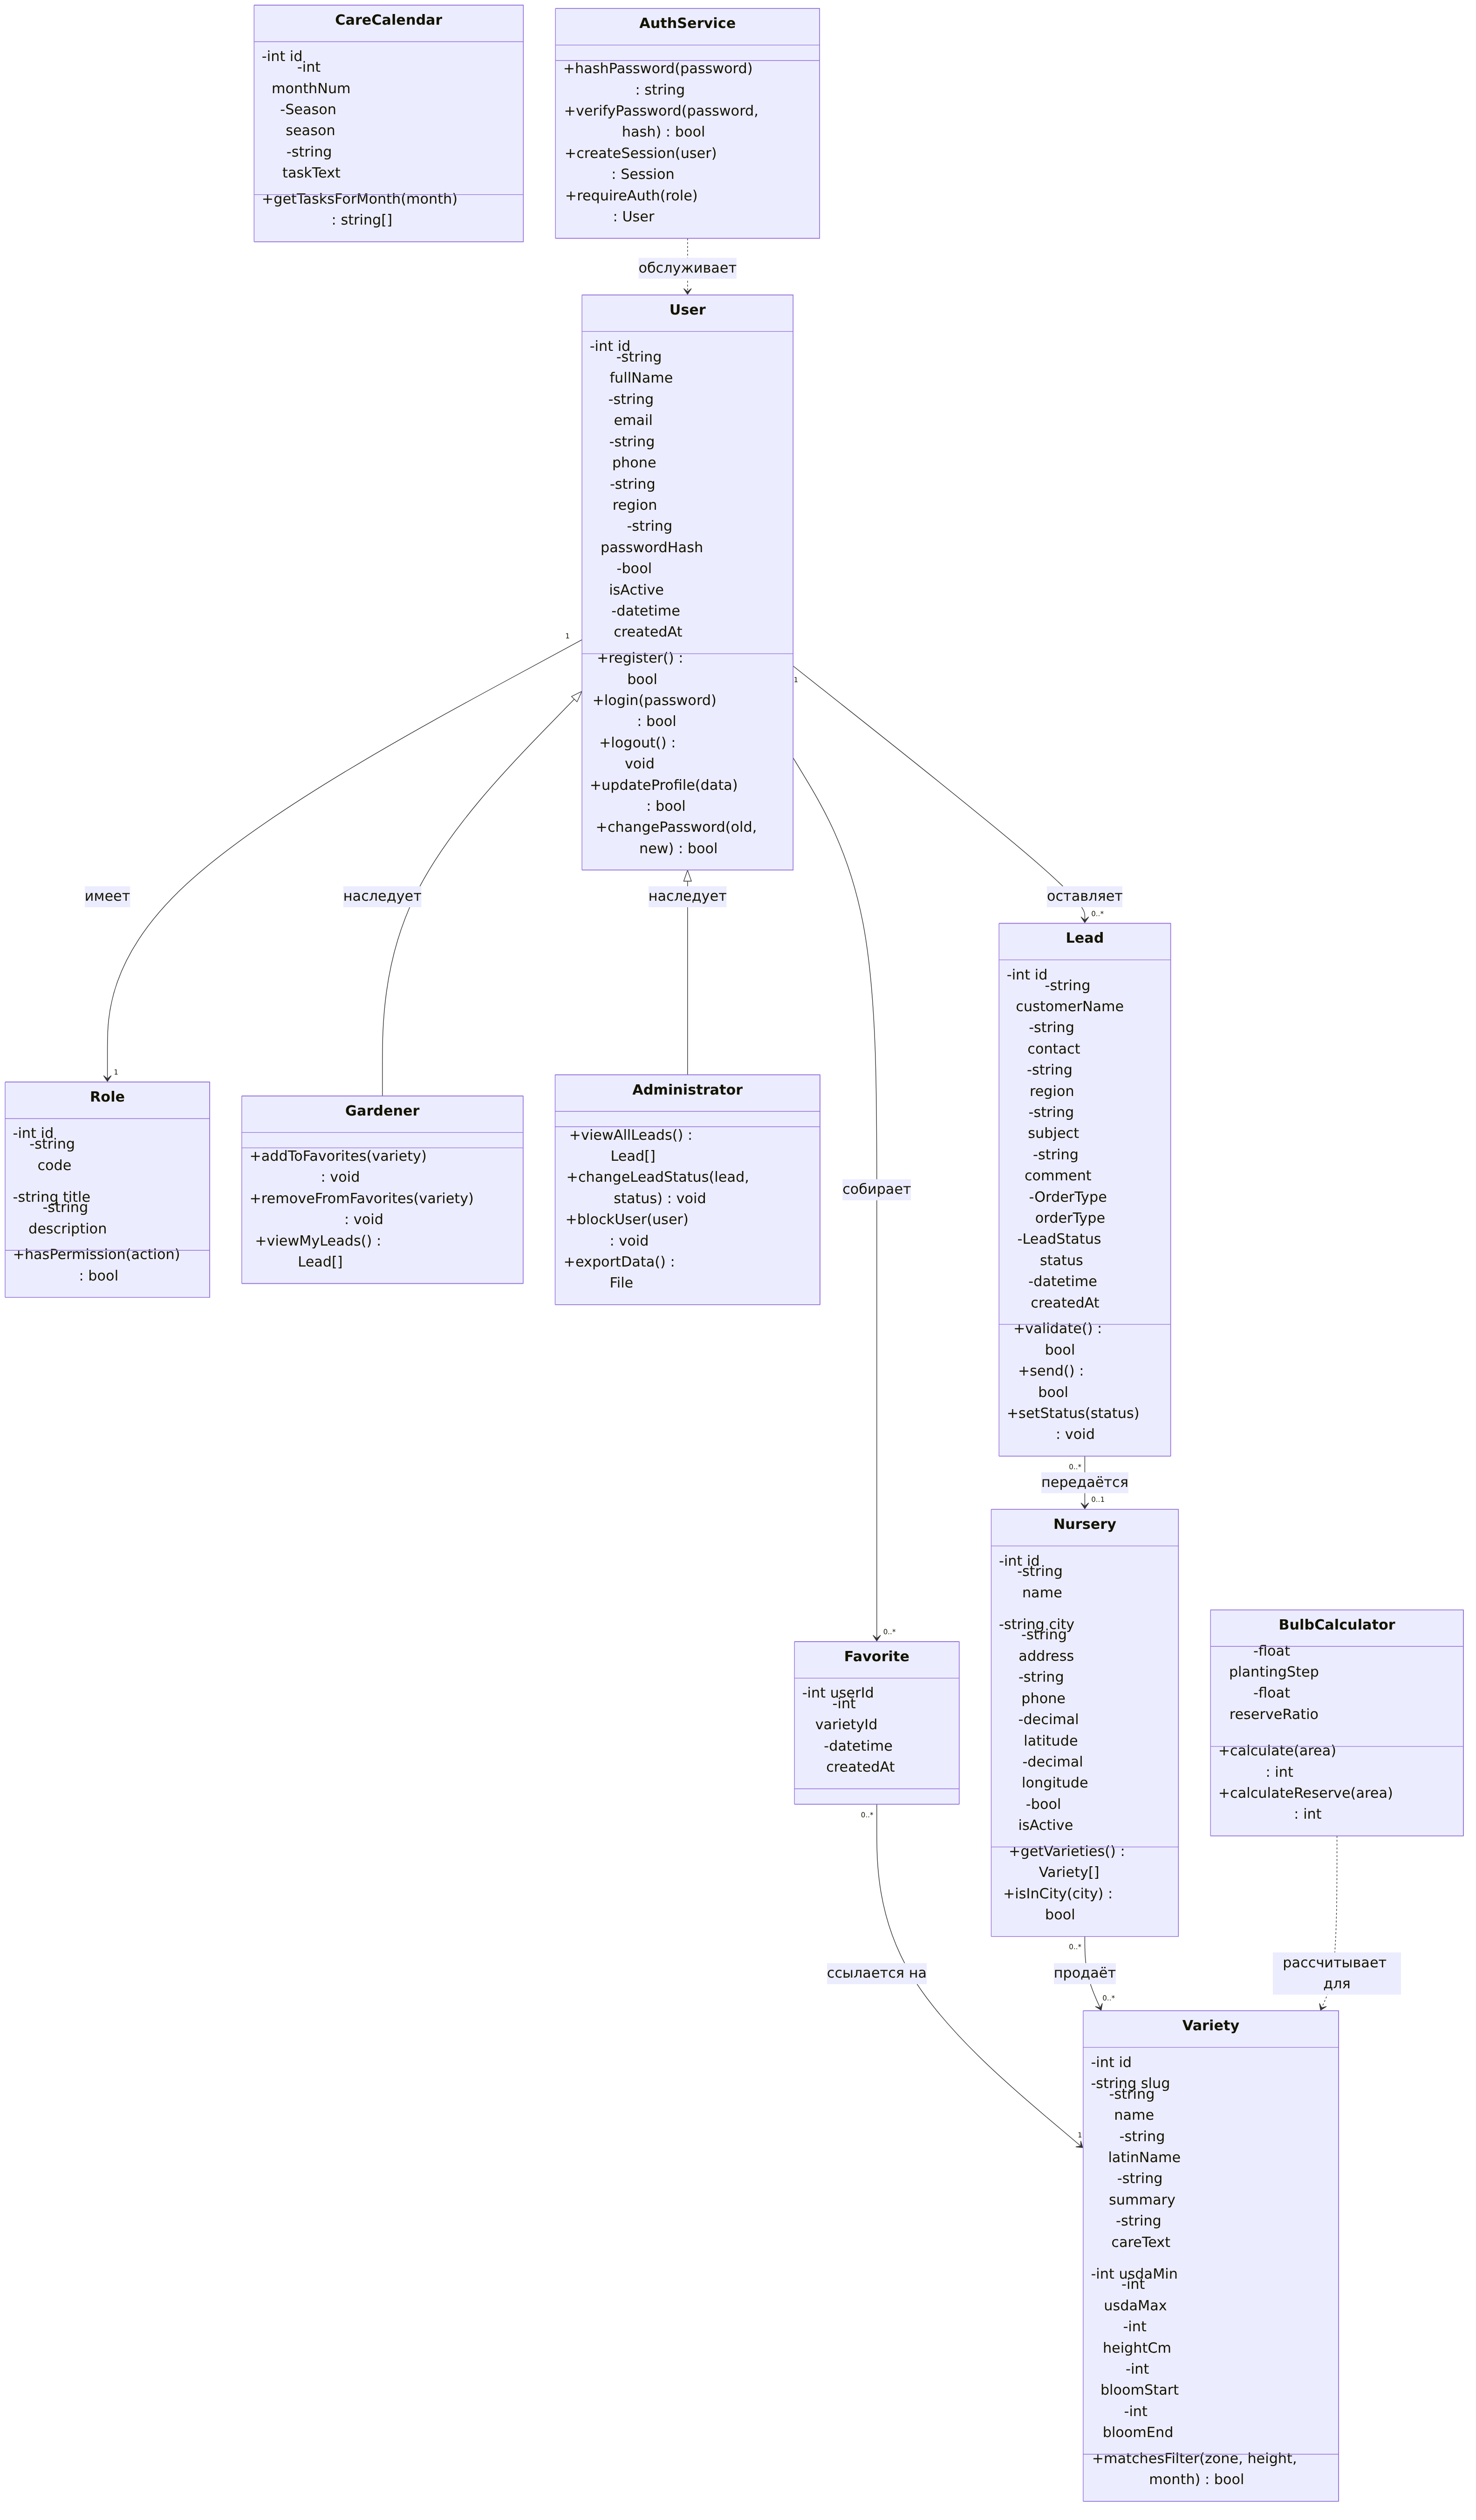 CareCalendar
-int id
-int
monthNum
-Season
season
-string
taskText
+getTasksForMonth(month)
: string[]
AuthService
+hashPassword(password)
: string
+verifyPassword(password,
hash) : bool
+createSession(user)
: Session
+requireAuth(role)
: User
обслуживает
User
-int id
-string
fullName
-string
email
-string
phone
-string
region
-string
passwordHash
-bool
isActive
-datetime
createdAt
+register() :
bool
+login(password)
: bool
+logout() :
void
+updateProfile(data)
: bool
+changePassword(old,
new) : bool
1
1
имеет
наследует
наследует
оставляет
1
0..*
Role
-int id
-string
code
-string title
-string
description
+hasPermission(action)
: bool
Gardener
+addToFavorites(variety)
: void
+removeFromFavorites(variety)
: void
+viewMyLeads() :
Lead[]
Administrator
+viewAllLeads() :
Lead[]
+changeLeadStatus(lead,
status) : void
+blockUser(user)
: void
+exportData() :
File
собирает
Lead
-int id
-string
customerName
-string
contact
-string
region
-string
subject
-string
comment
-OrderType
orderType
-LeadStatus
status
-datetime
createdAt
+validate() :
bool
+send() :
bool
+setStatus(status)
: void
0..*
передаётся
0..1
Nursery
-int id
-string
name
-string city
-string
address
-string
phone
-decimal
latitude
-decimal
longitude
-bool
isActive
+getVarieties() :
Variety[]
+isInCity(city) :
bool
0..*
Favorite
-int userId
-int
varietyId
-datetime
createdAt
0..*
BulbCalculator
-float
plantingStep
-float
reserveRatio
+calculate(area)
: int
+calculateReserve(area)
: int
0..*
ссылается на
продаёт
рассчитывает
для
0..*
1
Variety
-int id
-string slug
-string
name
-string
latinName
-string
summary
-string
careText
-int usdaMin
-int
usdaMax
-int
heightCm
-int
bloomStart
-int
bloomEnd
+matchesFilter(zone, height,
month) : bool